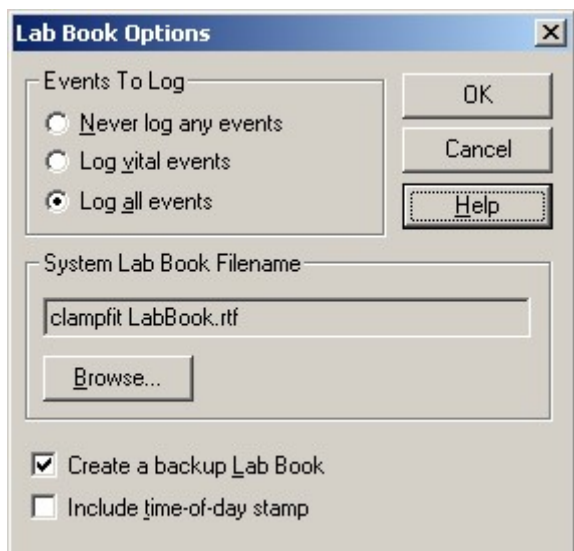 Lab Book Options
Events To Log
Never log any events
Log vital events
Log all events
OK
Cancel
Help
System Lab Book Filename
clampfit LabBook.rtf
Browse...
Create a backup Lab Book
Include time-of-day stamp